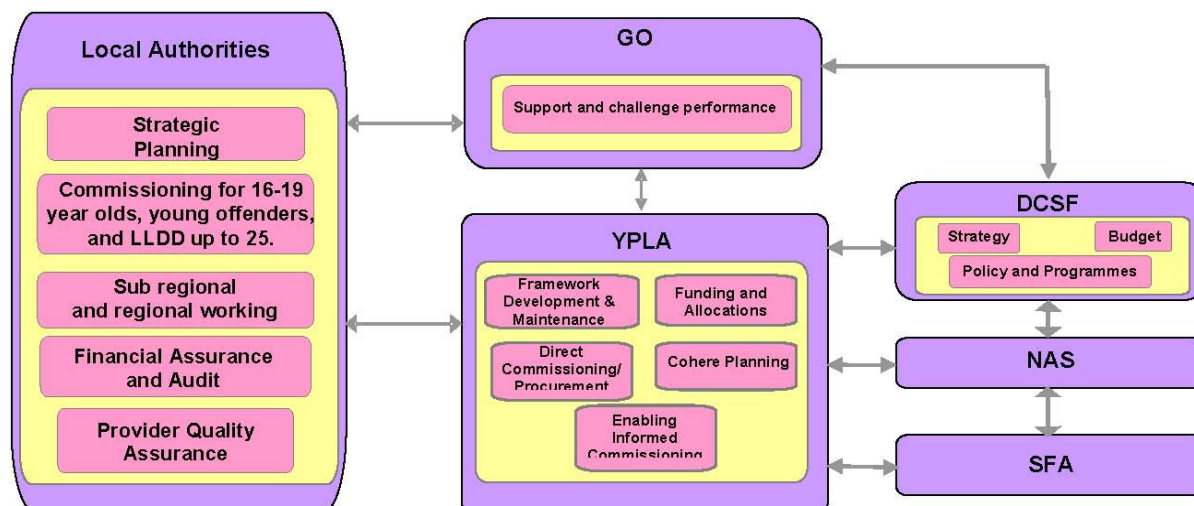 Local Authorities
Strategic
Planning
Commissioning for 16-19
year olds, young offenders,
and LLDD up to 25.
Sub regional
and regional working
Financial Assurance
and Audit
Provider Quality
Assurance
GO
Support and challenge performance
YPLA
Framework
Development &
Maintenance
Funding and
Allocations
Direct
Commissioning/
Procurement
Cohere Planning
Enabling
Informed
Commissioning
DCSF
Strategy
Budget
Policy and Programmes
NAS
SFA